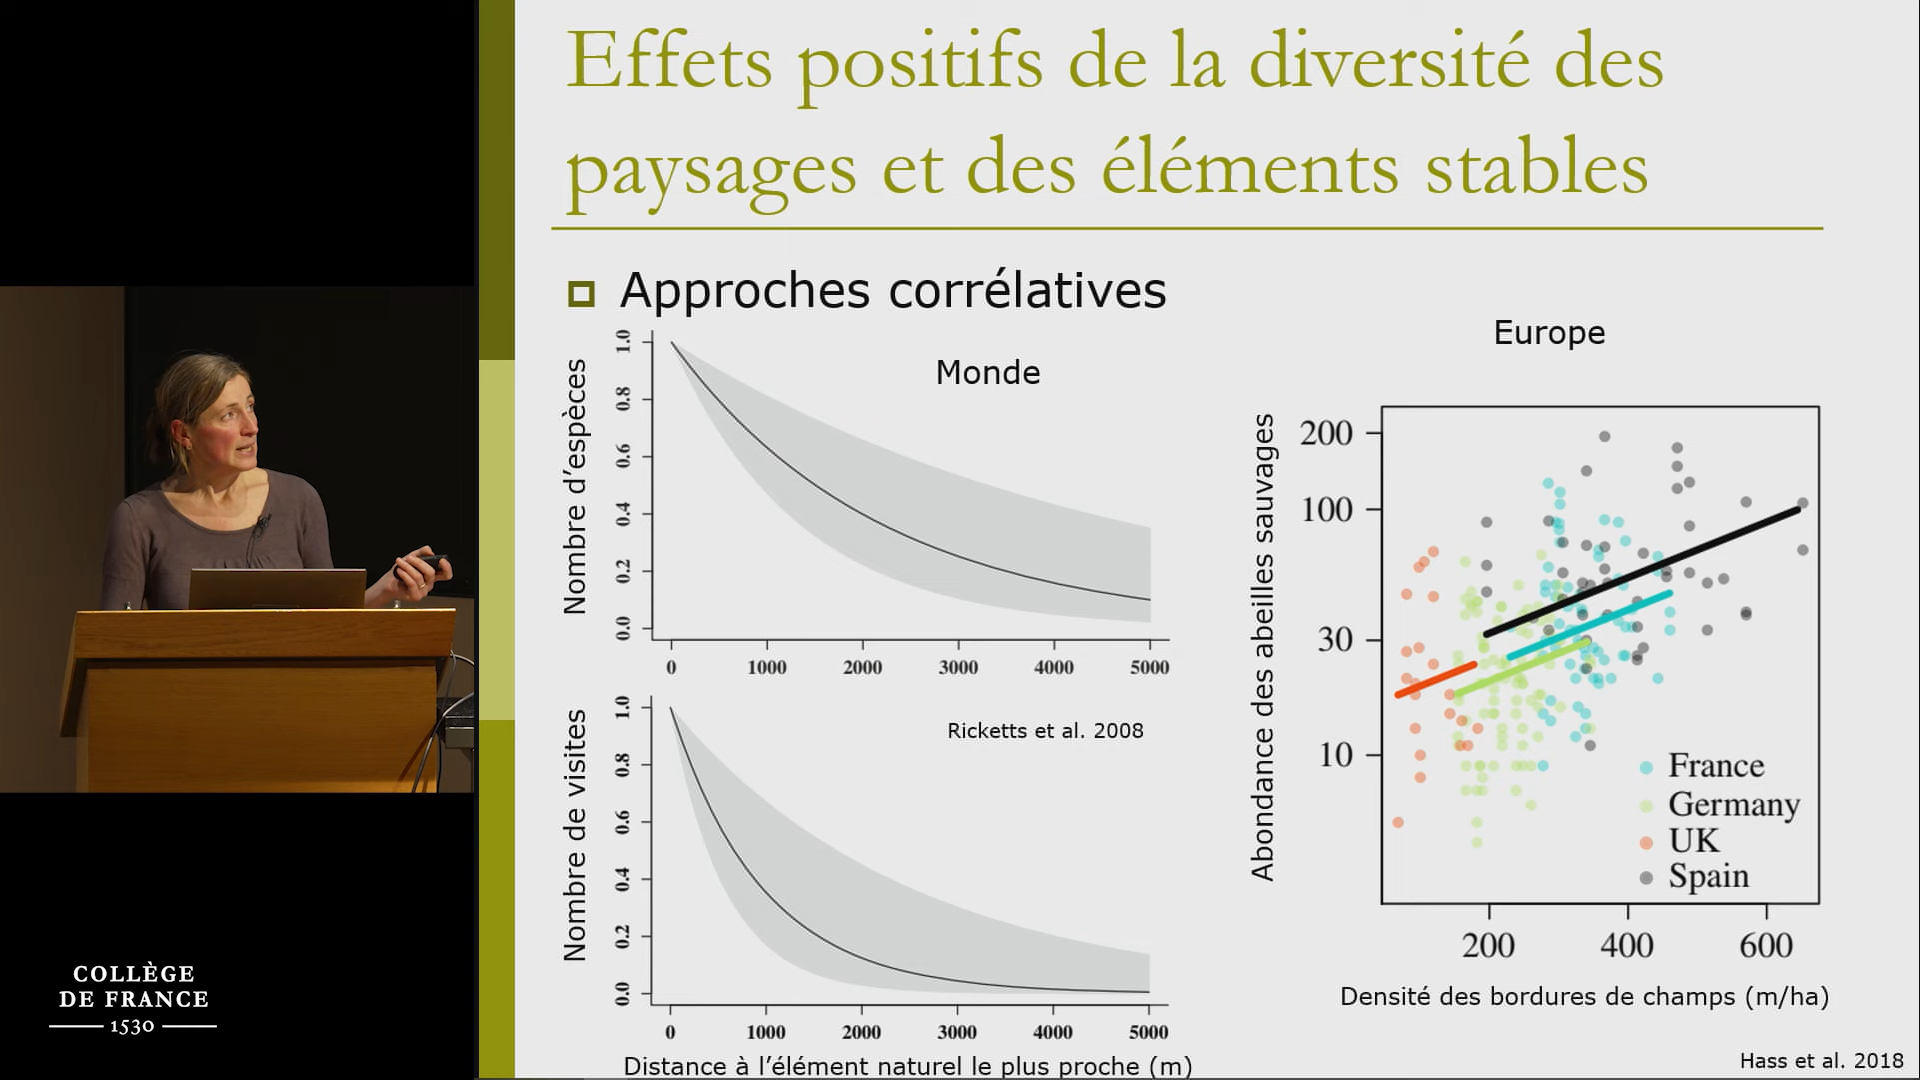 Effets positifs de la diversité des
paysages et des éléments stables
Approches corrélatives
Monde
Nombre d'espèces
1.0
0.8
0.6
0.4
0.2
0.0
0 1000 2000 3000 4000 5000
Ricketts et al. 2008
Nombre de visites
1.0
0.8
0.6
0.4
0.2
0.0
0 1000 2000 3000 4000 5000
Distance à l'élément naturel le plus proche (m)
Europe
Abondance des abeilles sauvages
200
100
30
10
France
Germany
UK
Spain
200 400 600
Densité des bordures de champs (m/ha)
Hass et al. 2018
COLLÈGE
DE FRANCE
1530